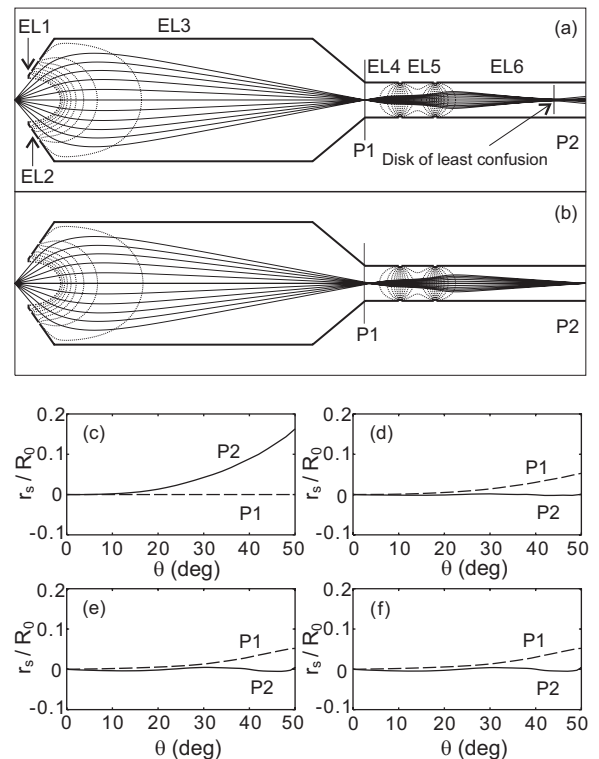 EL1 EL3 (a)
EL4 EL5 EL6
EL2 P1 Disk of least confusion P2
(b)
P1 P2
0.2 (c) P2 P1
0.1
0
-0.1
r_s / R_0
0 10 20 30 40 50
θ (deg)
0.2 (d) P1 P2
0.1
0
-0.1
r_s / R_0
0 10 20 30 40 50
θ (deg)
0.2 (e) P1 P2
0.1
0
-0.1
r_s / R_0
0 10 20 30 40 50
θ (deg)
0.2 (f) P1 P2
0.1
0
-0.1
r_s / R_0
0 10 20 30 40 50
θ (deg)